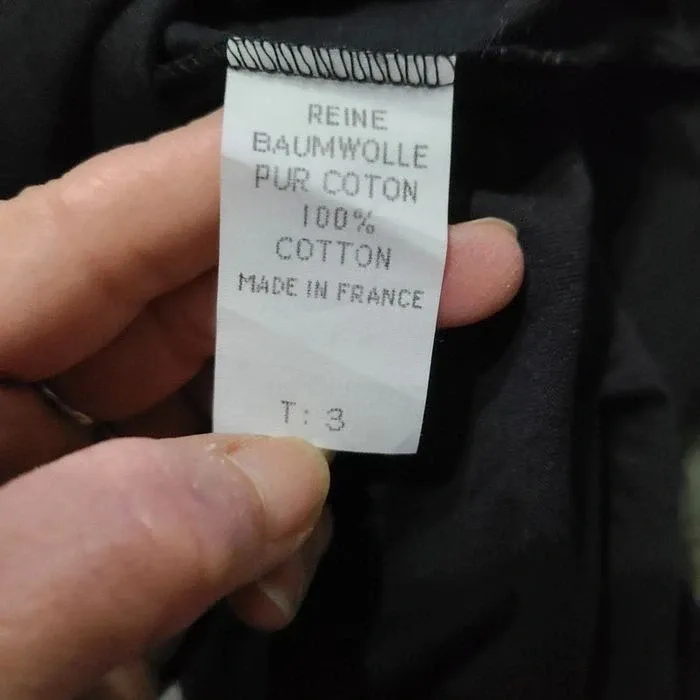 REINE
BAUMWOLLE
PUR COTON
100%
COTTON
MADE IN FRANCE
T: 3